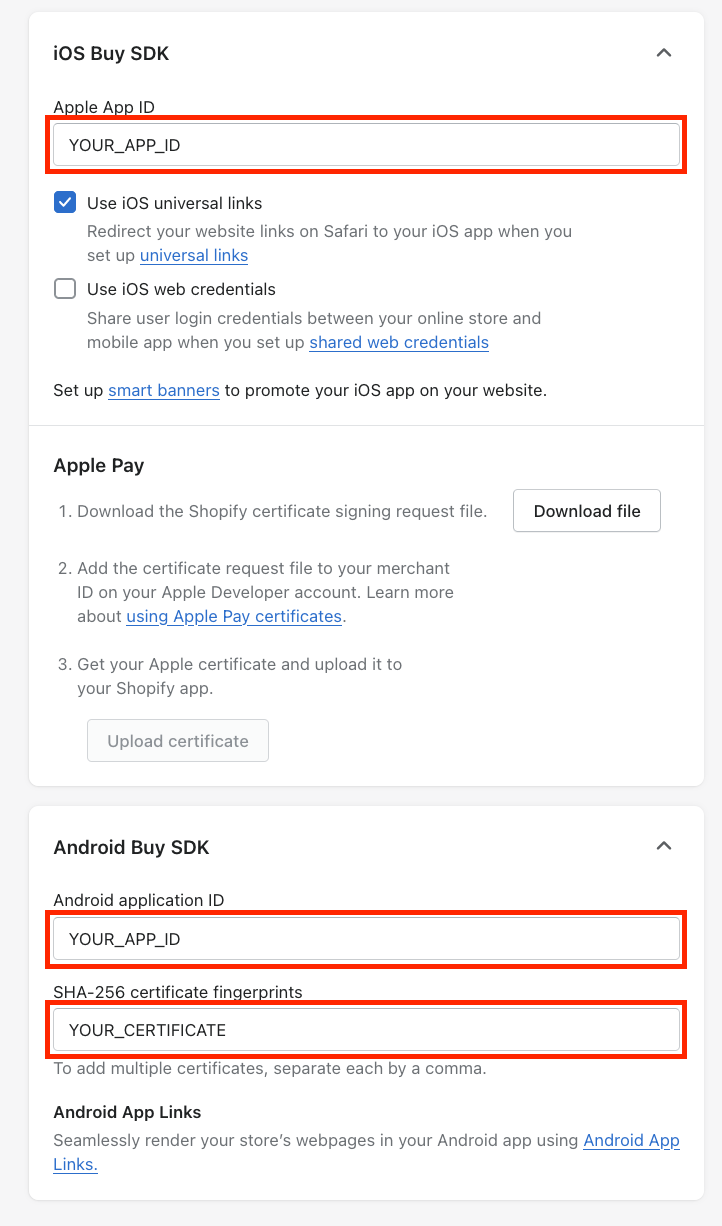 iOS Buy SDK
Apple App ID
YOUR_APP_ID
Use iOS universal links
Redirect your website links on Safari to your iOS app when you
set up universal links
Use iOS web credentials
Share user login credentials between your online store and
mobile app when you set up shared web credentials
Set up smart banners to promote your iOS app on your website.
Apple Pay
1. Download the Shopify certificate signing request file.
Download file
2. Add the certificate request file to your merchant
ID on your Apple Developer account. Learn more
about using Apple Pay certificates.
3. Get your Apple certificate and upload it to
your Shopify app.
Upload certificate
Android Buy SDK
Android application ID
YOUR_APP_ID
SHA-256 certificate fingerprints
YOUR_CERTIFICATE
To add multiple certificates, separate each by a comma.
Android App Links
Seamlessly render your store’s webpages in your Android app using Android App
Links.